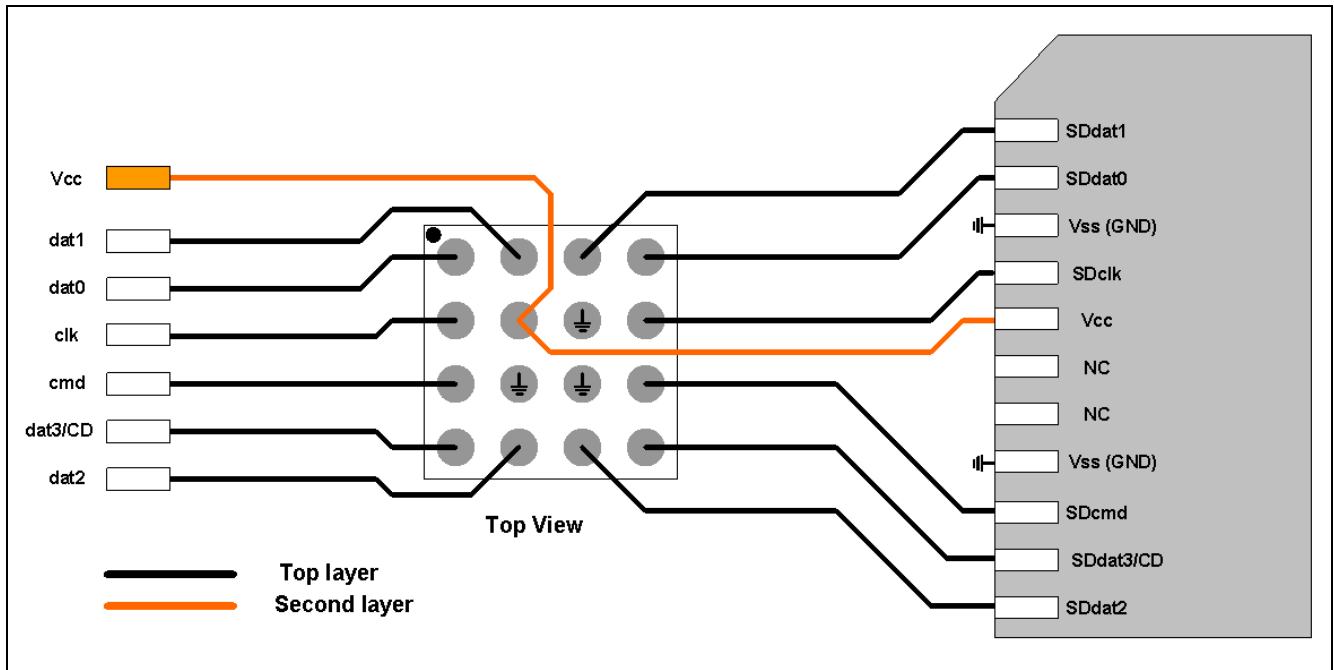 Vcc
dat1
dat0
clk
cmd
dat3/CD
dat2
Top View
Top layer
Second layer
SDdat1
SDdat0
Vss (GND)
SDclk
Vcc
NC
NC
Vss (GND)
SDcmd
SDdat3/CD
SDdat2